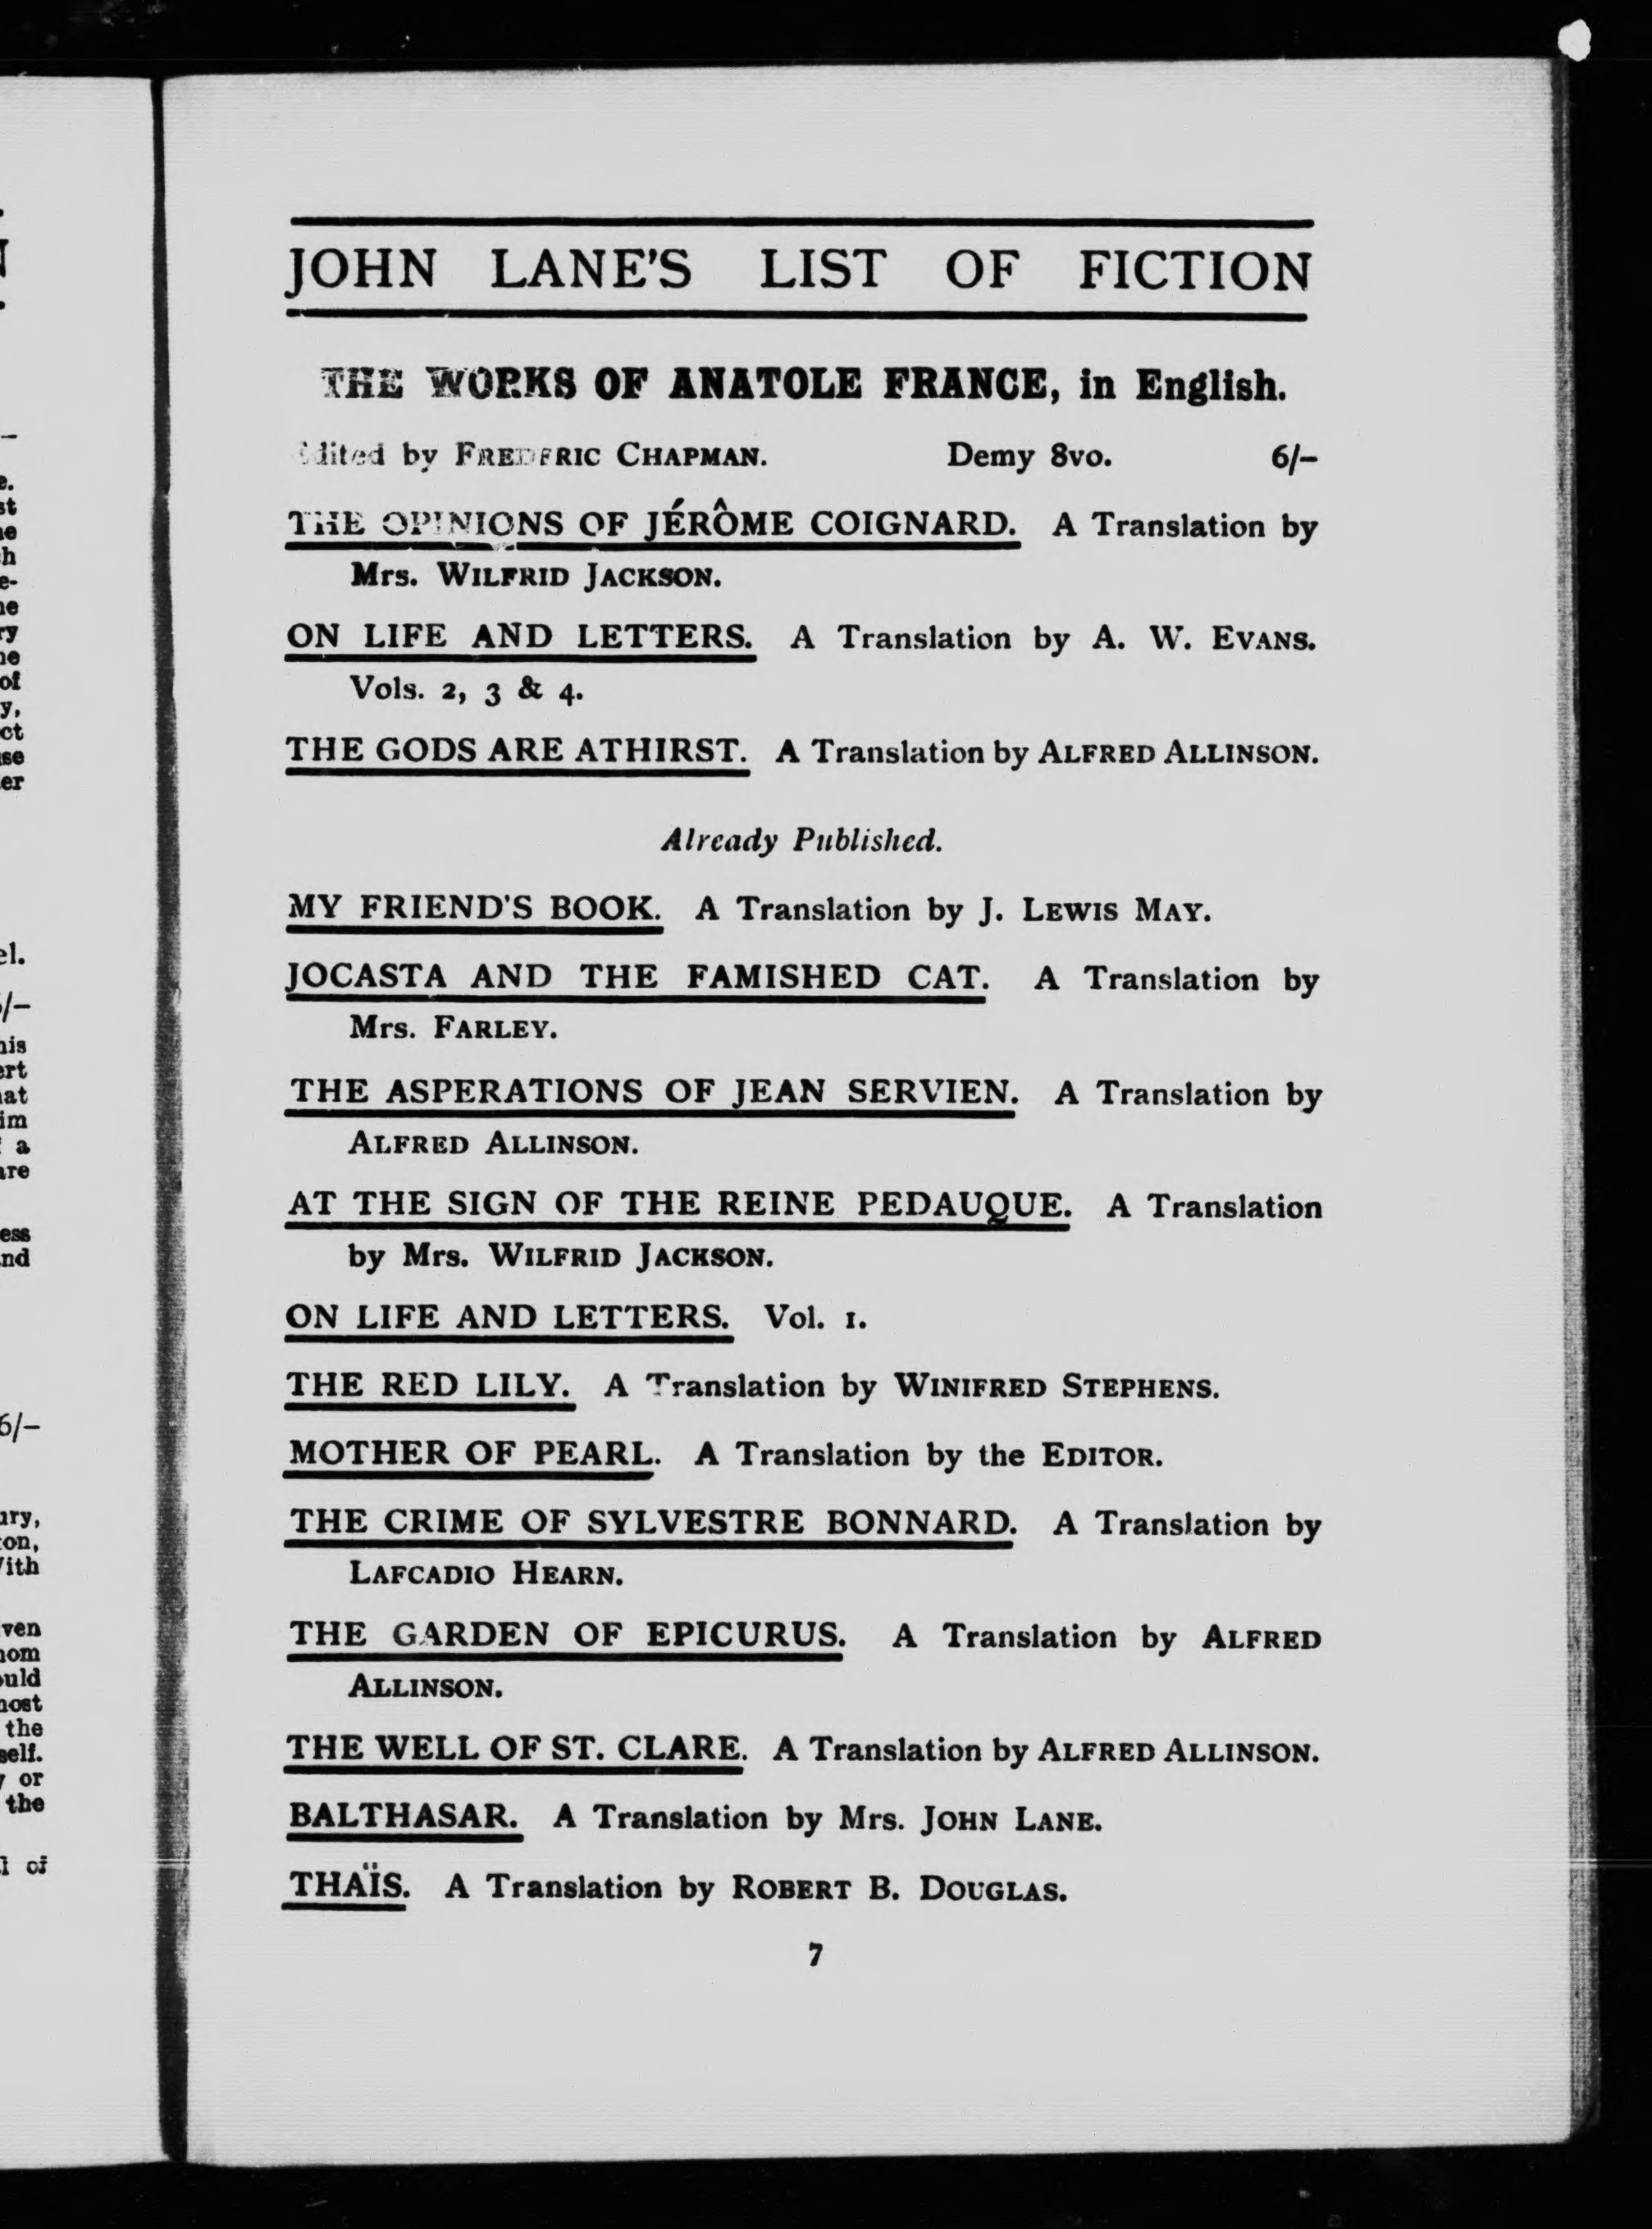 JOHN LANE'S LIST OF FICTION
THE WORKS OF ANATOLE FRANCE, in English.
Edited by FREDERIC CHAPMAN. Demy 8vo. 6/–
THE OPINIONS OF JÉRÔME COIGNARD. A Translation by
Mrs. WILFRID JACKSON.
ON LIFE AND LETTERS. A Translation by A. W. EVANS.
Vols. 2, 3 & 4.
THE GODS ARE ATHIRST. A Translation by ALFRED ALLINSON.
Already Published.
MY FRIEND'S BOOK. A Translation by J. LEWIS MAY.
JOCASTA AND THE FAMISHED CAT. A Translation by
Mrs. FARLEY.
THE ASPERATIONS OF JEAN SERVIEN. A Translation by
ALFRED ALLINSON.
AT THE SIGN OF THE REINE PEDAUQUE. A Translation
by Mrs. WILFRID JACKSON.
ON LIFE AND LETTERS. Vol. 1.
THE RED LILY. A Translation by WINIFRED STEPHENS.
MOTHER OF PEARL. A Translation by the EDITOR.
THE CRIME OF SYLVESTRE BONNARD. A Translation by
LAFCADIO HEARN.
THE GARDEN OF EPICURUS. A Translation by ALFRED
ALLINSON.
THE WELL OF ST. CLARE. A Translation by ALFRED ALLINSON.
BALTHASAR. A Translation by Mrs. JOHN LANE.
THAÏS. A Translation by ROBERT B. DOUGLAS.
7